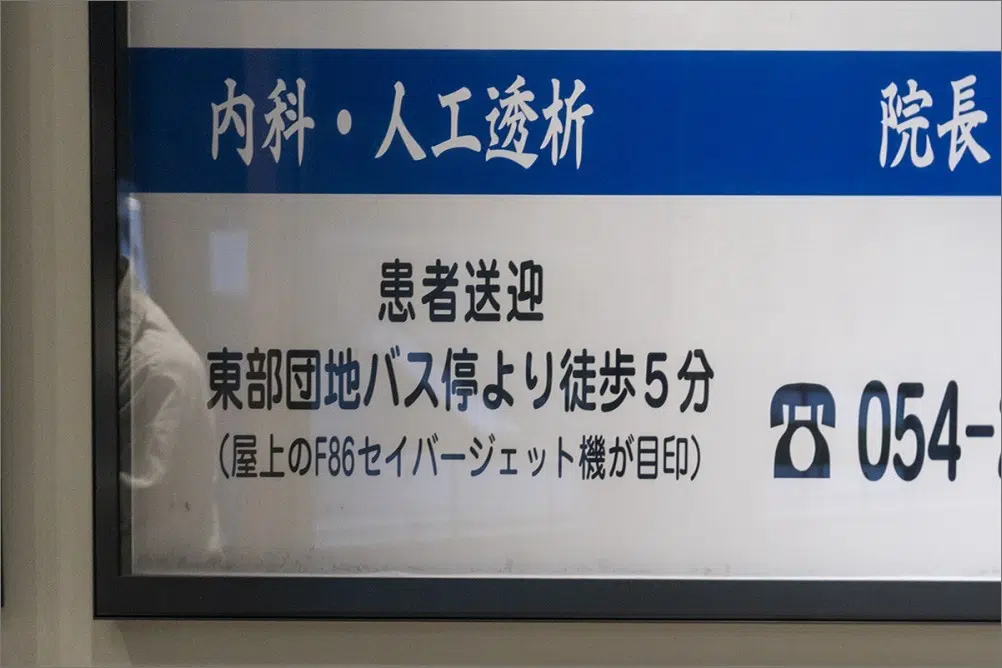 内科・人工透析
院長
患者送迎
東部団地バス停より徒歩5分
(屋上のF86セイバージェット機が目印)
☎054-